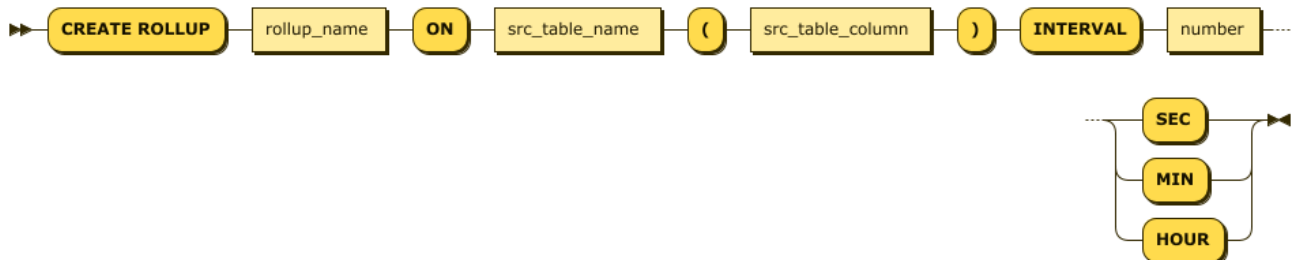 CREATE ROLLUP rollup_name ON src_table_name ( src_table_column ) INTERVAL number
SEC
MIN
HOUR